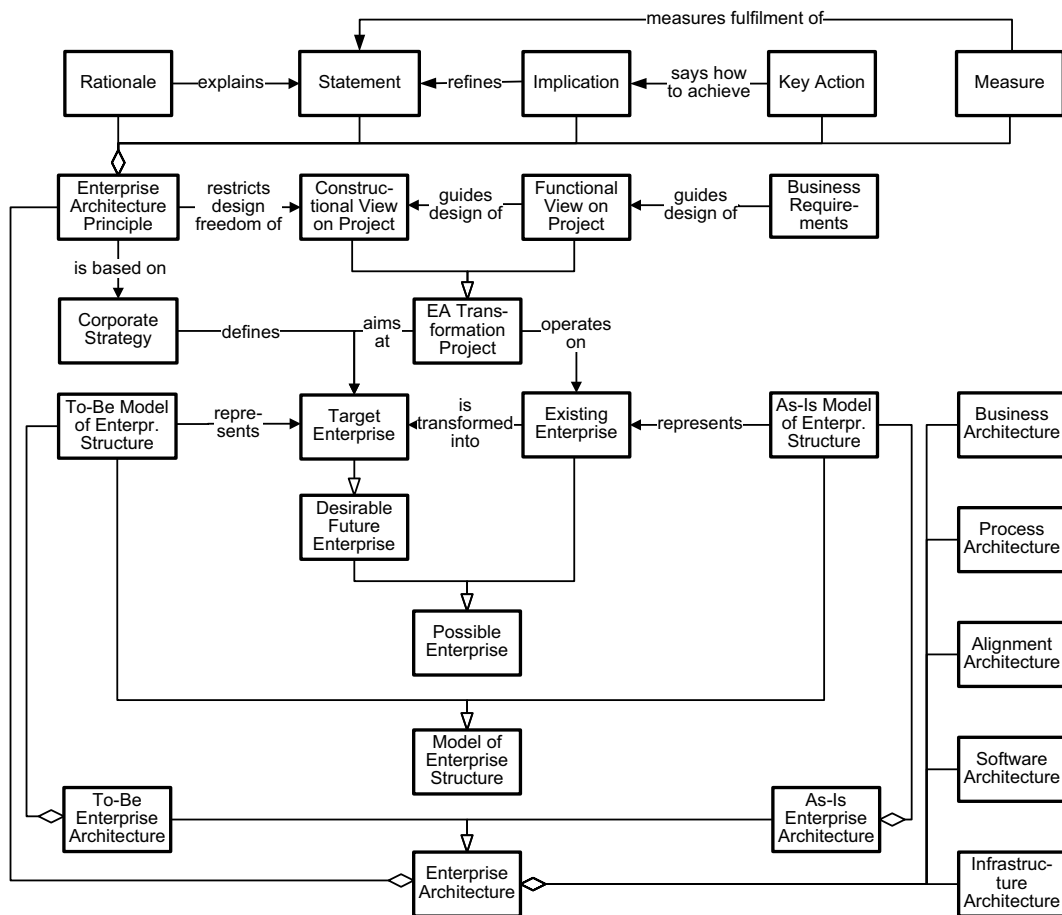 measures fulfilment of
Rationale
explains
Statement
refines
Implication
says how
to achieve
Key Action
Measure
Enterprise
Architecture
Principle
restricts
design
freedom of
Construc-
tional View
on Project
guides
design of
Functional
View on
Project
guides
design of
Business
Require-
ments
is based on
Corporate
Strategy
defines
aims
at
EA Trans-
formation
Project
operates
on
To-Be Model
of Enterpr.
Structure
repre-
sents
Target
Enterprise
is
transformed
into
Existing
Enterprise
represents
As-Is Model
of Enterpr.
Structure
Business
Architecture
Desirable
Future
Enterprise
Process
Architecture
Possible
Enterprise
Alignment
Architecture
Model of
Enterprise
Structure
Software
Architecture
To-Be
Enterprise
Architecture
As-Is
Enterprise
Architecture
Enterprise
Architecture
Infrastruc-
ture
Architecture